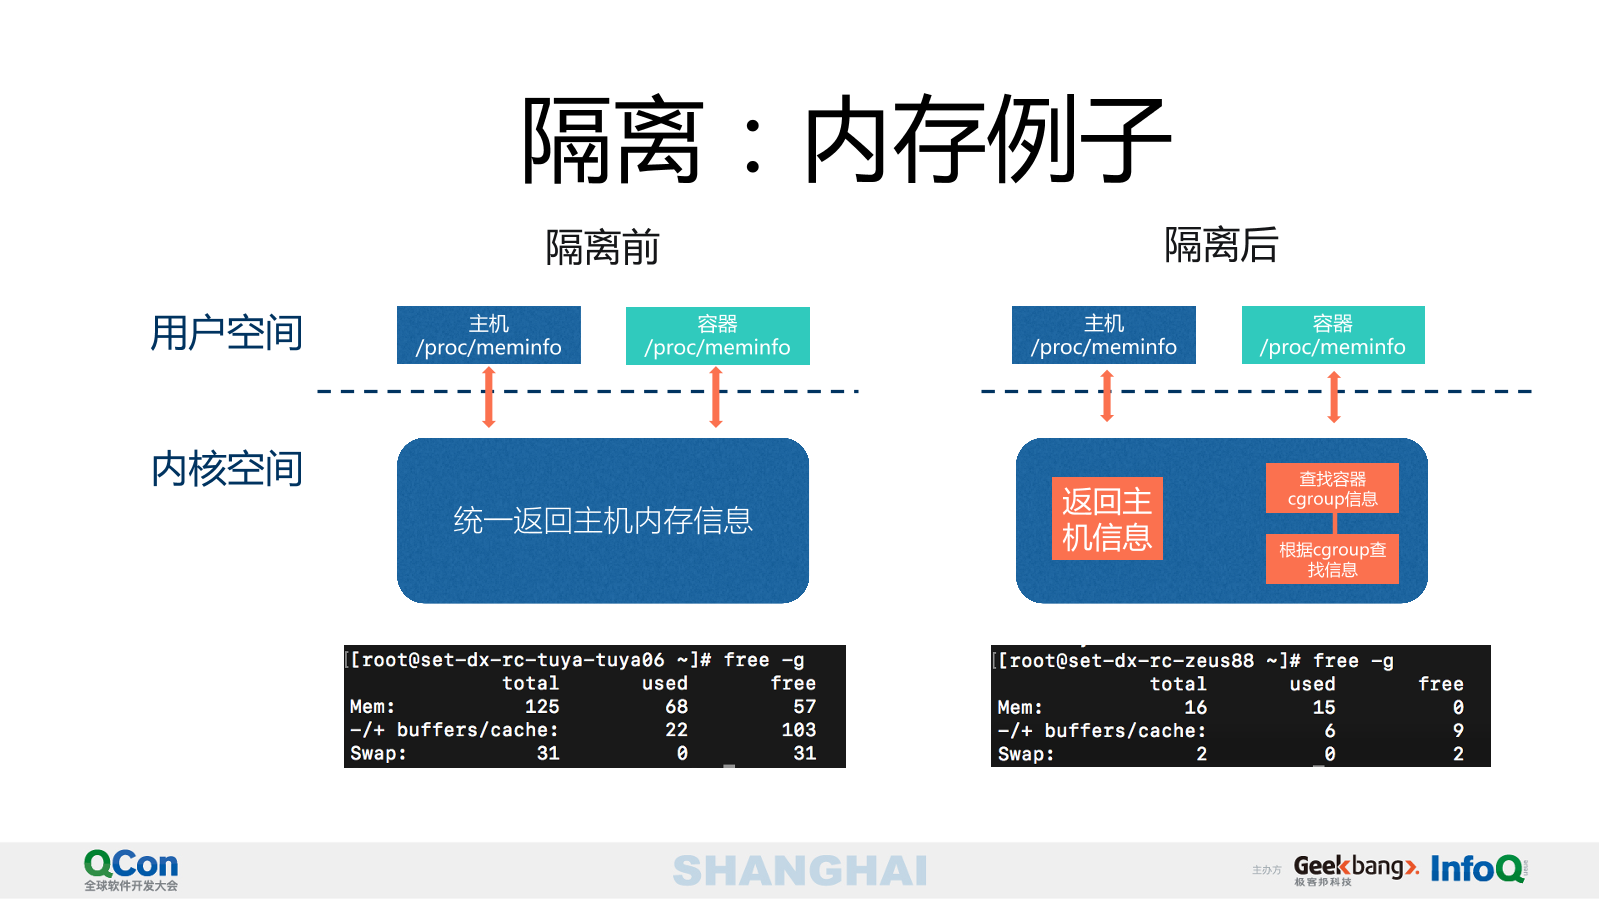 隔离：内存例子
隔离前
隔离后
用户空间
主机
/proc/meminfo
容器
/proc/meminfo
主机
/proc/meminfo
容器
/proc/meminfo
内核空间
统一返回主机内存信息
返回主
机信息
查找容器
cgroup信息
根据cgroup查
找信息
[[root@set-dx-rc-tuya-tuya06 ~]# free -g
total used free
Mem: 125 68 57
-/+ buffers/cache: 22 103
Swap: 31 0 31
[[root@set-dx-rc-zeus88 ~]# free -g
total used free
Mem: 16 15 0
-/+ buffers/cache: 6 9
Swap: 2 0 2
QCon
全球软件开发大会
SHANGHAI
主办方
Geekbang>.
极客邦科技
InfoQ